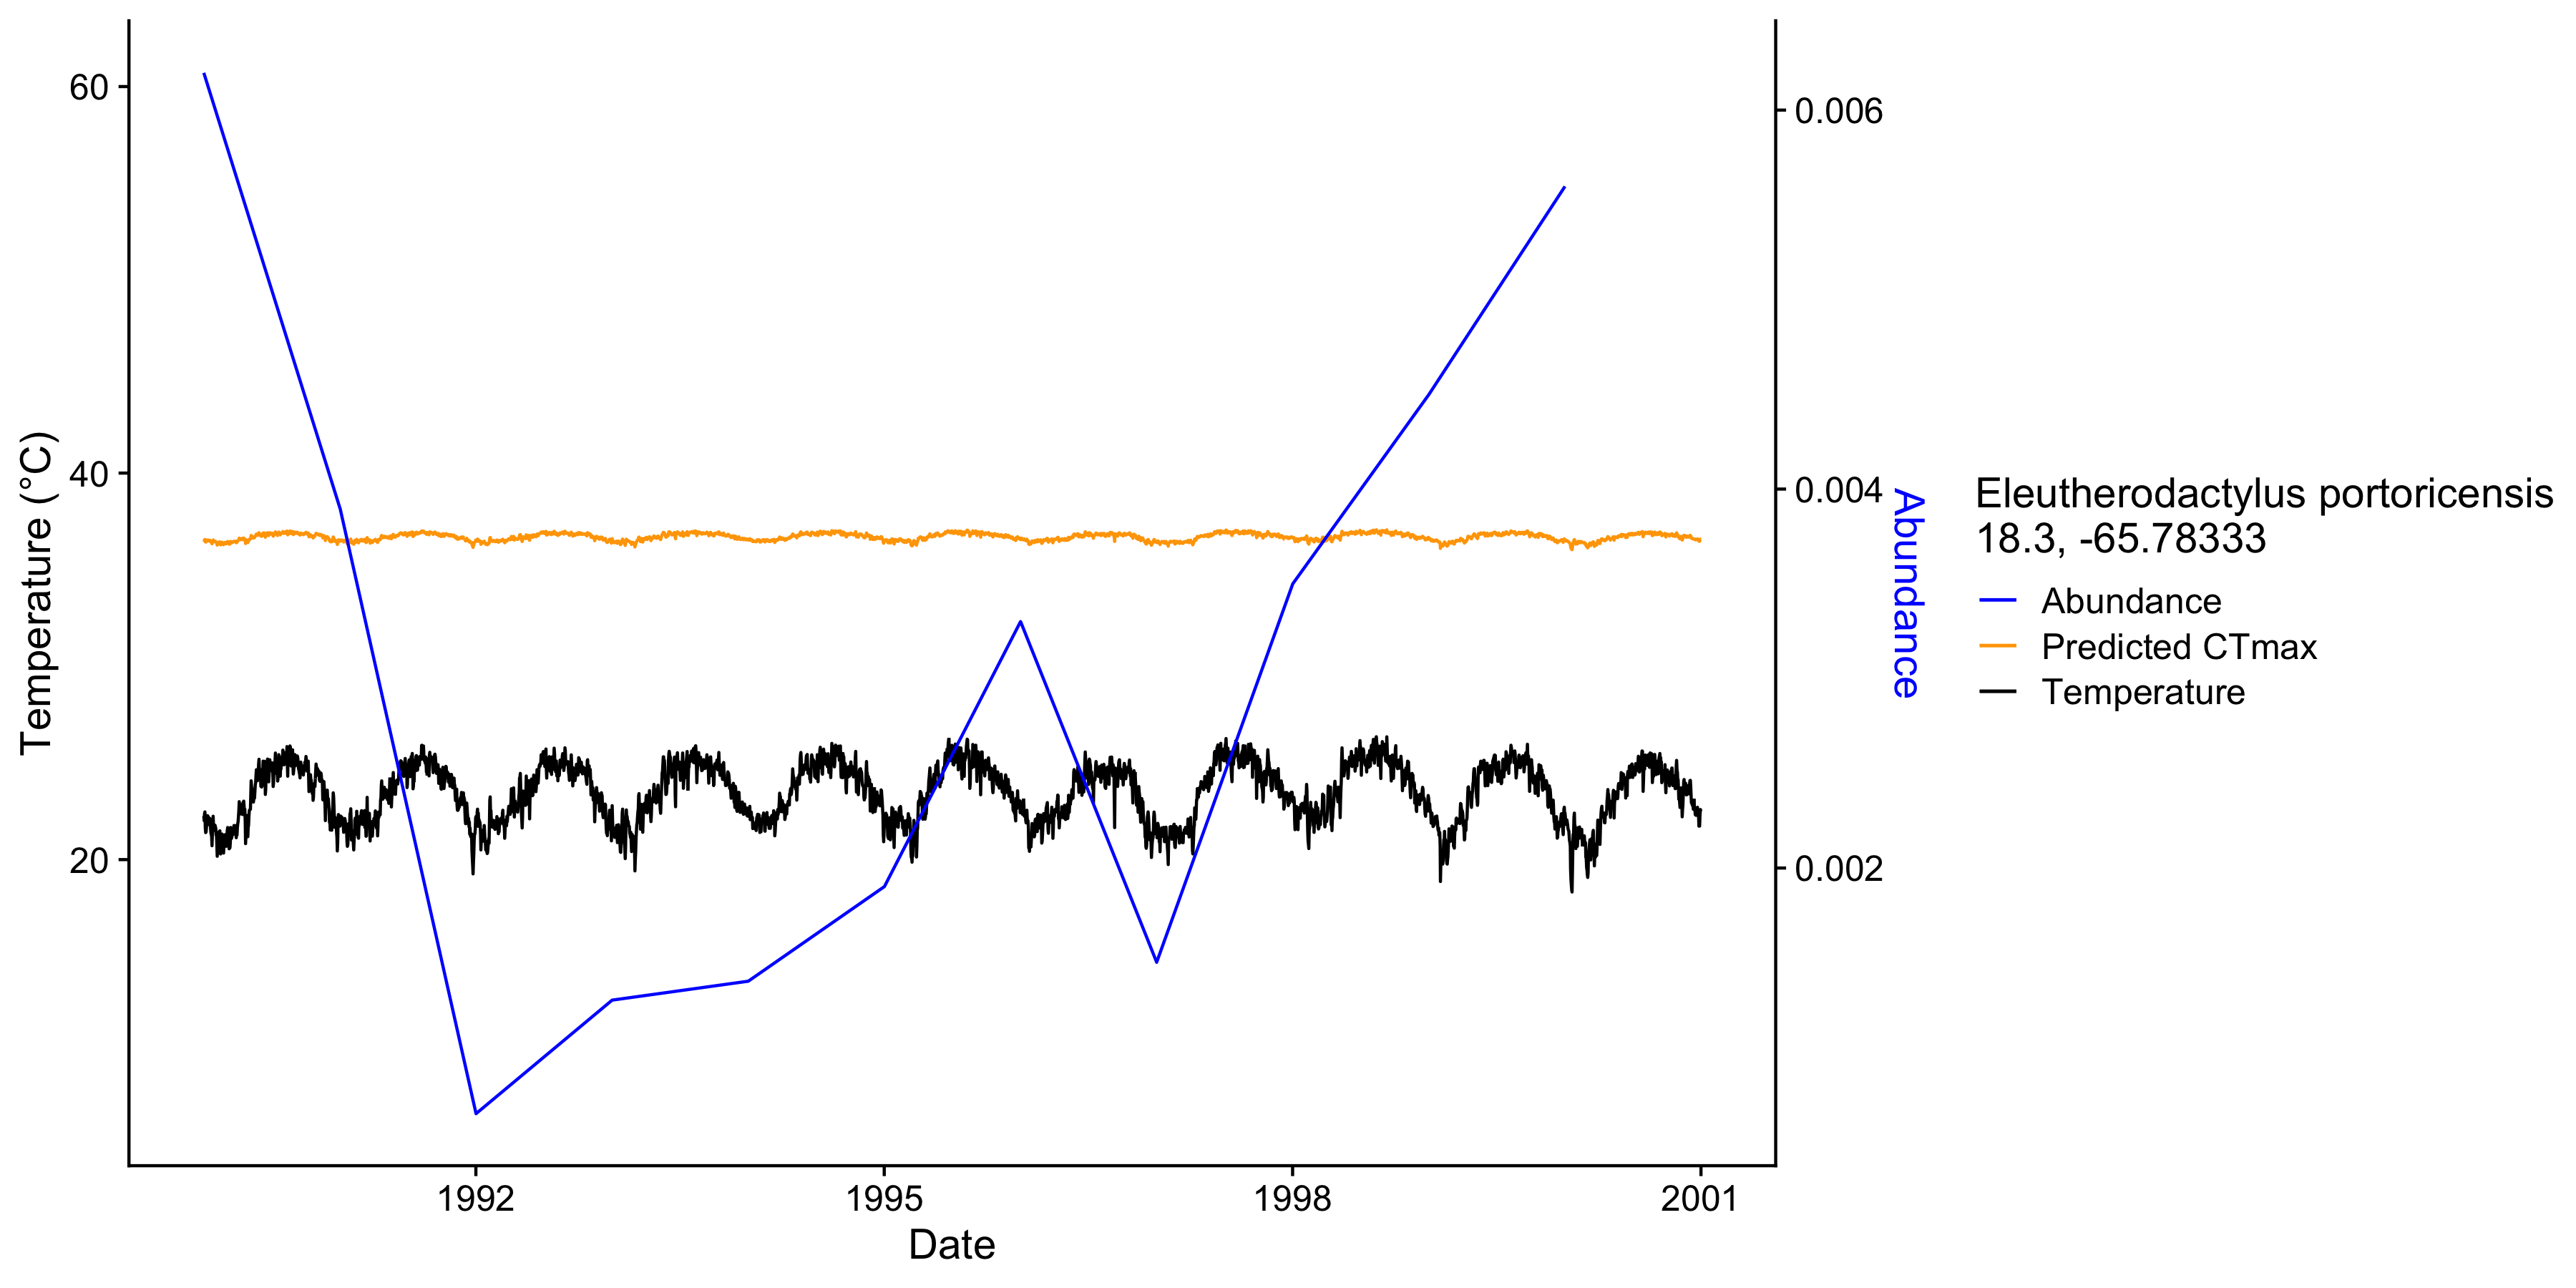 60
40
20
Temperature (°C)
1992
1995
1998
2001
Date
0.006
0.004
0.002
Abundance
Eleutherodactylus portoricensis
18.3, -65.78333
Abundance
Predicted CTmax
Temperature